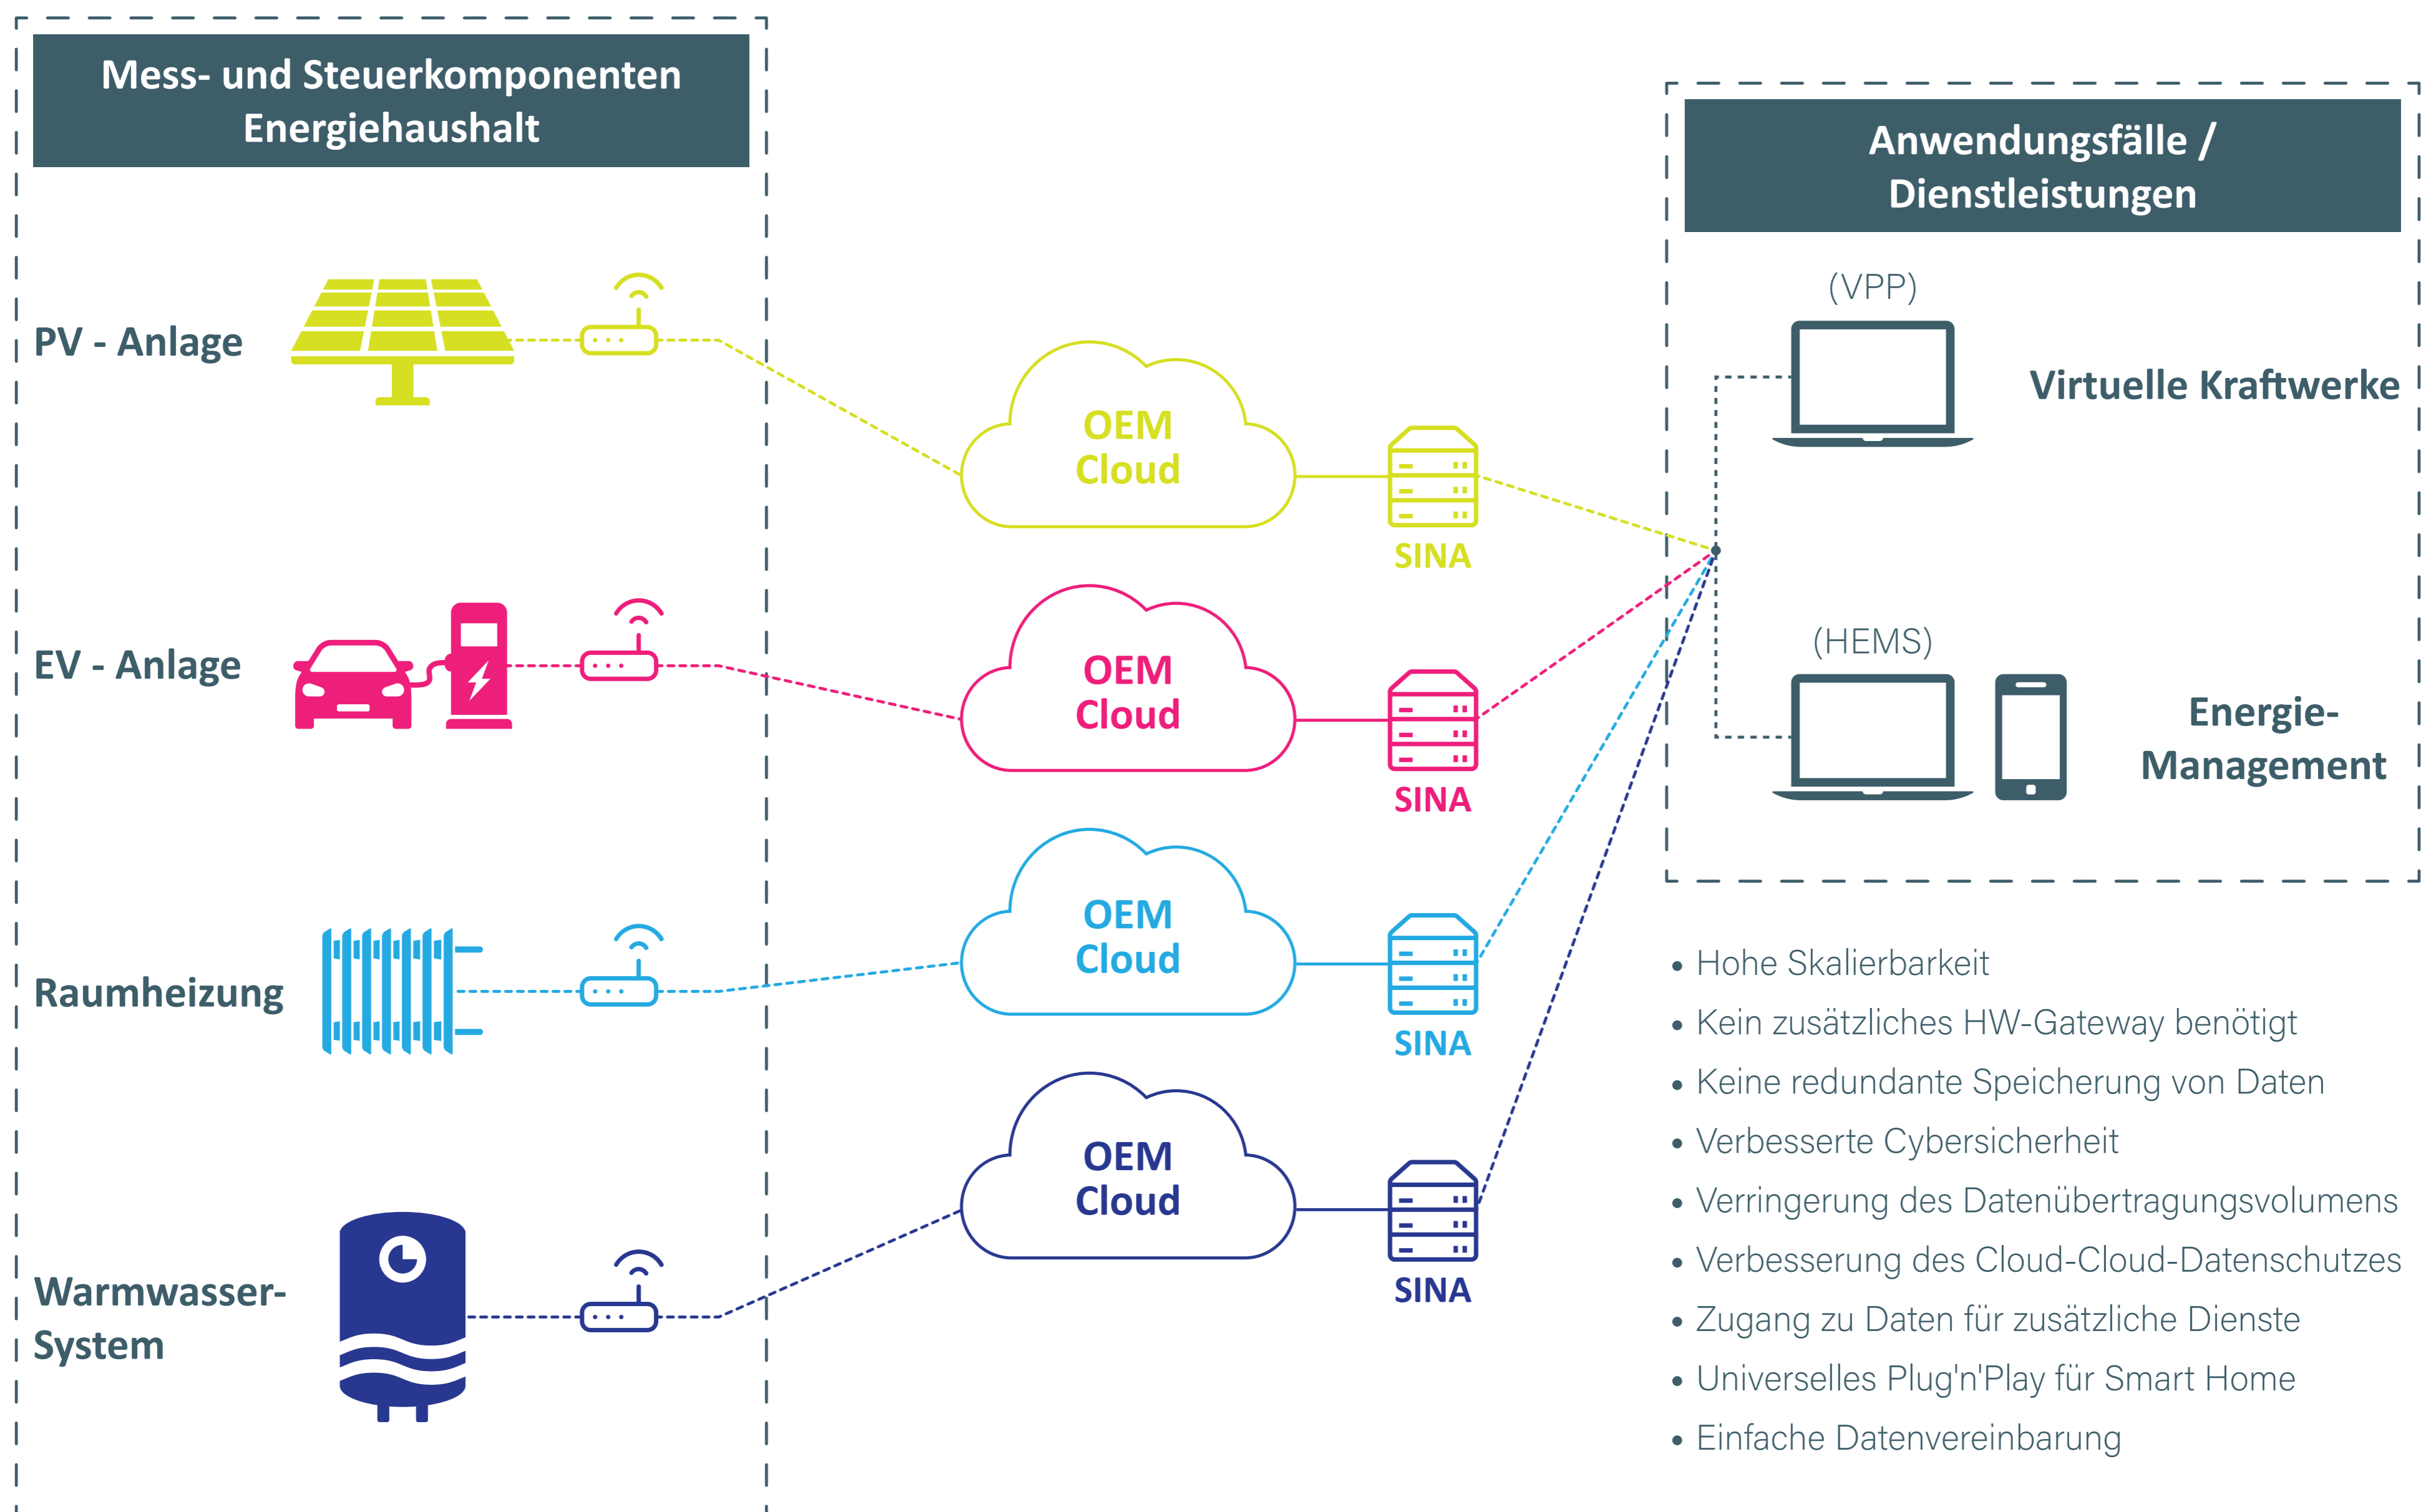 Mess- und Steuerkomponenten
Energiehaushalt
PV - Anlage
EV - Anlage
Raumheizung
Warmwasser-
System
OEM
Cloud
SINA
OEM
Cloud
SINA
OEM
Cloud
SINA
OEM
Cloud
SINA
Anwendungsfälle /
Dienstleistungen
(VPP)
Virtuelle Kraftwerke
(HEMS)
Energie-
Management
• Hohe Skalierbarkeit
• Kein zusätzliches HW-Gateway benötigt
• Keine redundante Speicherung von Daten
• Verbesserte Cybersicherheit
• Verringerung des Datenübertragungsvolumens
• Verbesserung des Cloud-Cloud-Datenschutzes
• Zugang zu Daten für zusätzliche Dienste
• Universelles Plug'n'Play für Smart Home
• Einfache Datenvereinbarung